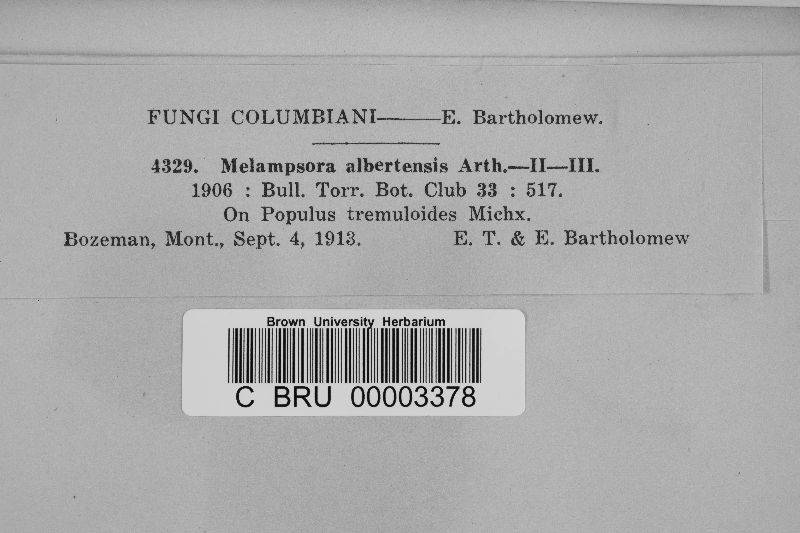 FUNGI COLUMBIANI———E. Bartholomew.
4329. Melampsora albertensis Arth.—II—III.
1906 : Bull. Torr. Bot. Club 33 : 517.
On Populus tremuloides Michx.
Bozeman, Mont., Sept. 4, 1913. E. T. & E. Bartholomew
Brown University Herbarium
C BRU 00003378